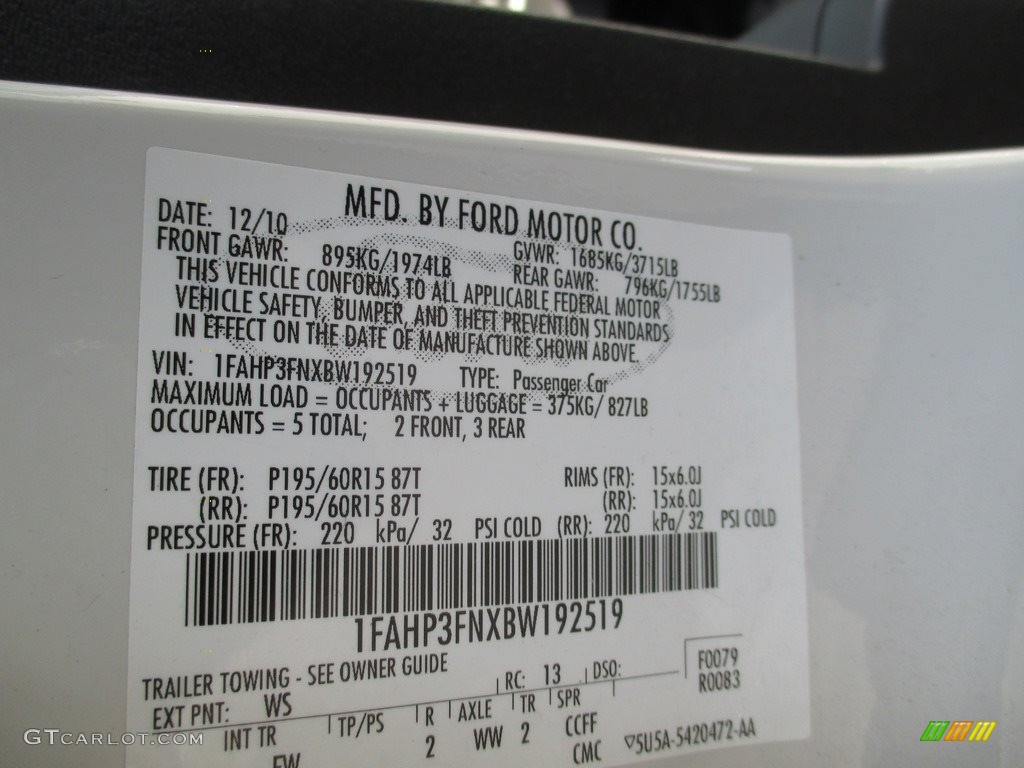 MFD. BY FORD MOTOR CO.
DATE: 12/10 GVWR: 1685KG/3715LB
FRONT GAWR: 895KG/1974LB REAR GAWR: 796KG/1755LB
THIS VEHICLE CONFORMS TO ALL APPLICABLE FEDERAL MOTOR
VEHICLE SAFETY, BUMPER, AND THEFT PREVENTION STANDARDS
IN EFFECT ON THE DATE OF MANUFACTURE SHOWN ABOVE.
VIN: 1FAHP3FNXBW192519 TYPE: Passenger Car
MAXIMUM LOAD = OCCUPANTS + LUGGAGE = 375KG/ 827LB
OCCUPANTS = 5 TOTAL; 2 FRONT, 3 REAR
TIRE (FR): P195/60R15 87T RIMS (FR): 15x6.0J
(RR): P195/60R15 87T (RR): 15x6.0J
PRESSURE (FR): 220 kPa/ 32 PSI COLD (RR): 220 kPa/ 32 PSI COLD
1FAHP3FNXBW192519
TRAILER TOWING - SEE OWNER GUIDE RC: 13 DSO: F0079
R0083
EXT PNT: WS
INT TR TP/PS R AXLE TR SPR
EW 2 WW 2 CCFF
CMC ▽5U5A-5420472-AA
GTCARLOT.COM